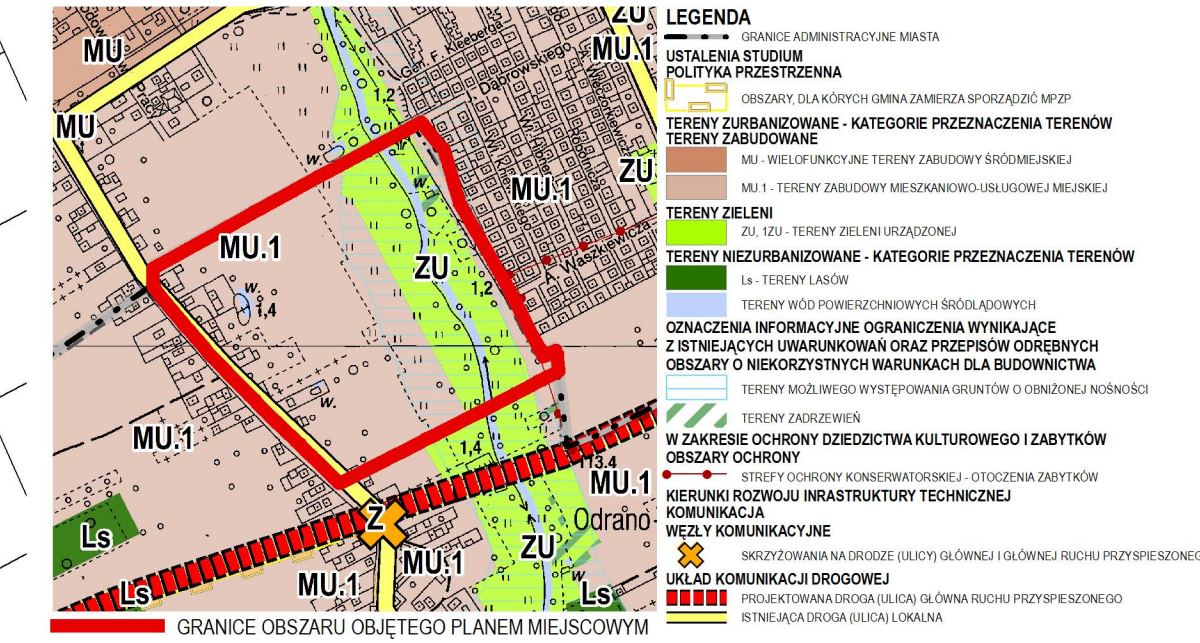 MU
ZU
MU.1
Gen. F. Kleeberga
Dąbrowskiego
1,2
MU
w.
w.
ZU
MU.1
MU.1
ZU
A. Waszkiewicza
1,2
w.
1,4
w.
MU.1
1,4
113.4
MU.1
Z
Odrano-
Ls
ZU
MU.1
MU.1
w
Ls
Ls
GRANICE OBSZARU OBJĘTEGO PLANEM MIEJSCOWYM
LEGENDA
GRANICE ADMINISTRACYJNE MIASTA
USTALENIA STUDIUM
POLITYKA PRZESTRZENNA
OBSZARY, DLA KÓRYCH GMINA ZAMIERZA SPORZĄDZIĆ MPZP
TERENY ZURBANIZOWANE - KATEGORIE PRZEZNACZENIA TERENÓW
TERENY ZABUDOWANE
MU - WIELOFUNKCYJNE TERENY ZABUDOWY ŚRÓDMIEJSKIEJ
MU.1 - TERENY ZABUDOWY MIESZKANIOWO-USŁUGOWEJ MIEJSKIEJ
TERENY ZIELENI
ZU, 1ZU - TERENY ZIELENI URZĄDZONEJ
TERENY NIEZURBANIZOWANE - KATEGORIE PRZEZNACZENIA TERENÓW
Ls - TERENY LASÓW
TERENY WÓD POWIERZCHNIOWYCH ŚRÓDLĄDOWYCH
OZNACZENIA INFORMACYJNE OGRANICZENIA WYNIKAJĄCE
Z ISTNIEJĄCYCH UWARUNKOWAŃ ORAZ PRZEPISÓW ODRĘBNYCH
OBSZARY O NIEKORZYSTNYCH WARUNKACH DLA BUDOWNICTWA
TERENY MOŻLIWEGO WYSTĘPOWANIA GRUNTÓW O OBNIŻONEJ NOŚNOŚCI
TERENY ZADRZEWIEŃ
W ZAKRESIE OCHRONY DZIEDZICTWA KULTUROWEGO I ZABYTKÓW
OBSZARY OCHRONY
STREFY OCHRONY KONSERWATORSKIEJ - OTOCZENIA ZABYTKÓW
KIERUNKI ROZWOJU INRASTRUKTURY TECHNICZNEJ
KOMUNIKACJA
WĘZŁY KOMUNIKACYJNE
SKRZYŻOWANIA NA DRODZE (ULICY) GŁÓWNEJ I GŁÓWNEJ RUCHU PRZYSPIESZONEG
UKŁAD KOMUNIKACJI DROGOWEJ
PROJEKTOWANA DROGA (ULICA) GŁÓWNA RUCHU PRZYSPIESZONEGO
ISTNIEJĄCA DROGA (ULICA) LOKALNA